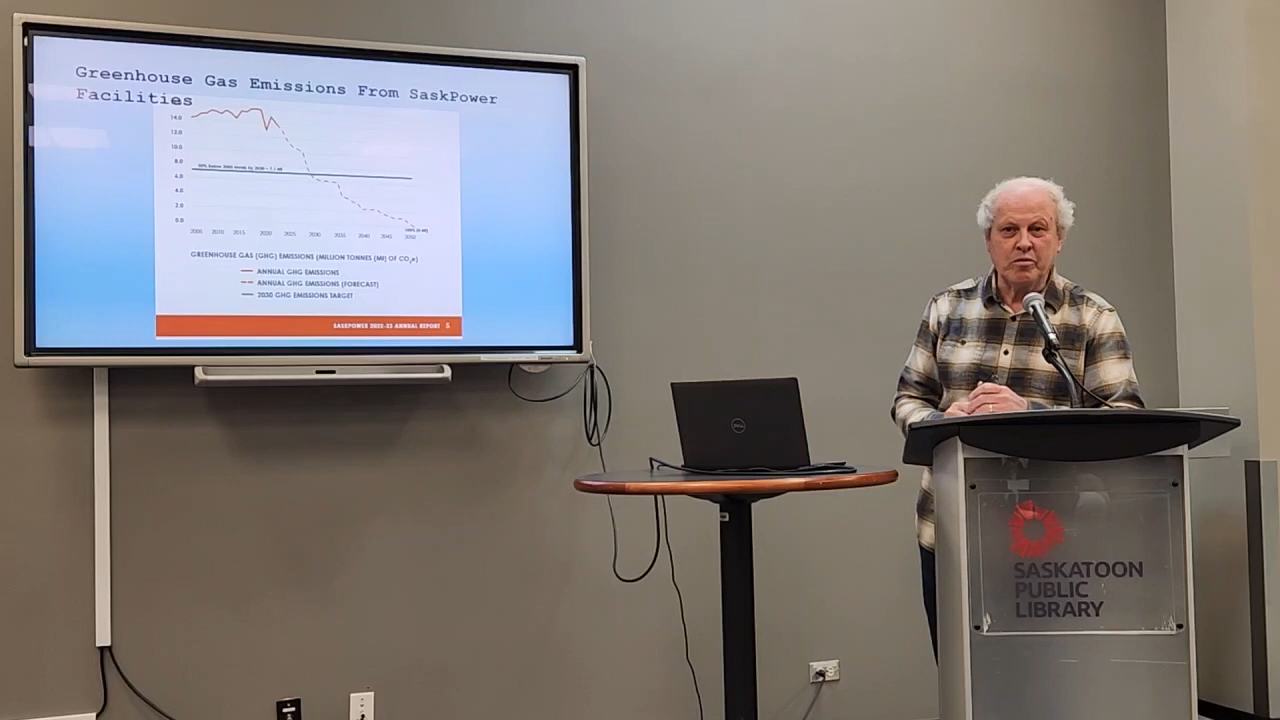 Greenhouse Gas Emissions From SaskPower
Facilities
14.0
12.0
10.0
8.0
6.0
4.0
2.0
0.0
2005 2010 2015 2020 2025 2030 2035 2040 2045 2050
GREENHOUSE GAS (GHG) EMISSIONS (MILLION TONNES (Mt) OF CO₂e)
ANNUAL GHG EMISSIONS
ANNUAL GHG EMISSIONS (FORECAST)
2030 GHG EMISSIONS TARGET
SASKPOWER 2022-23 ANNUAL REPORT 5
DELL
SASKATOON
PUBLIC
LIBRARY